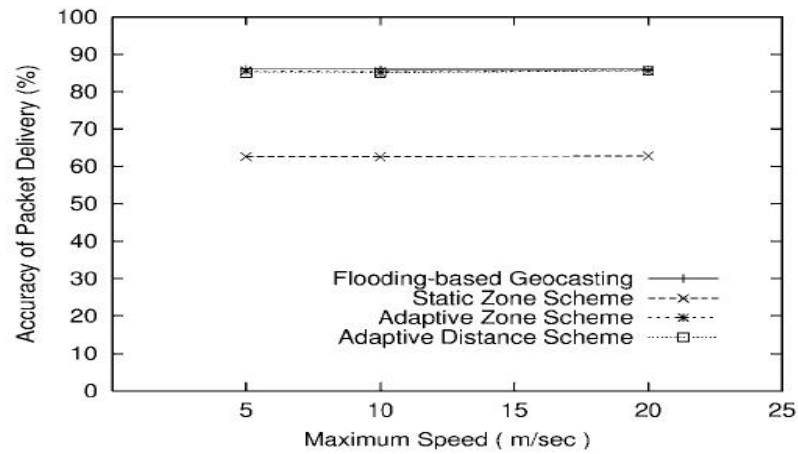 Accuracy of Packet Delivery (%)
100
90
80
70
60
50
40
30
20
10
0
Flooding-based Geocasting
Static Zone Scheme
Adaptive Zone Scheme
Adaptive Distance Scheme
5 10 15 20 25
Maximum Speed ( m/sec )